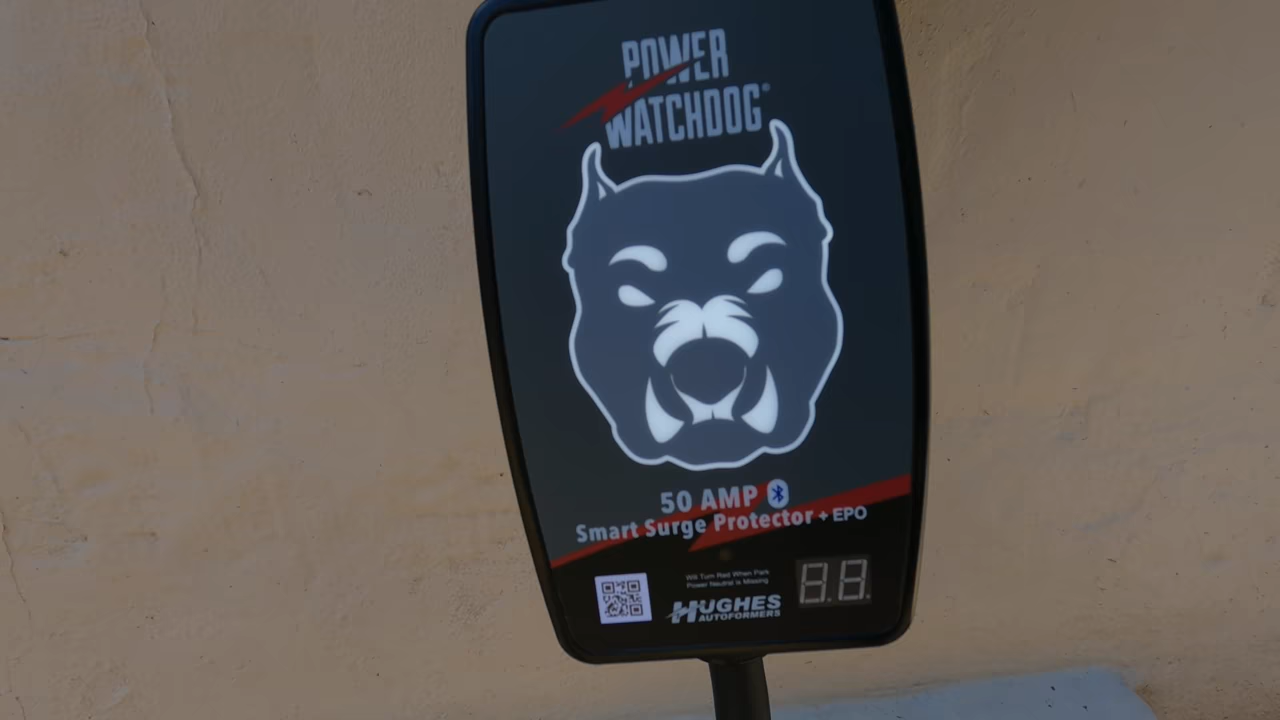 POWER
WATCHDOG®
50 AMP
Smart Surge Protector + EPO
Will Turn Red When Park
Power Neutral Is Missing
HUGHES
AUTOFORMERS